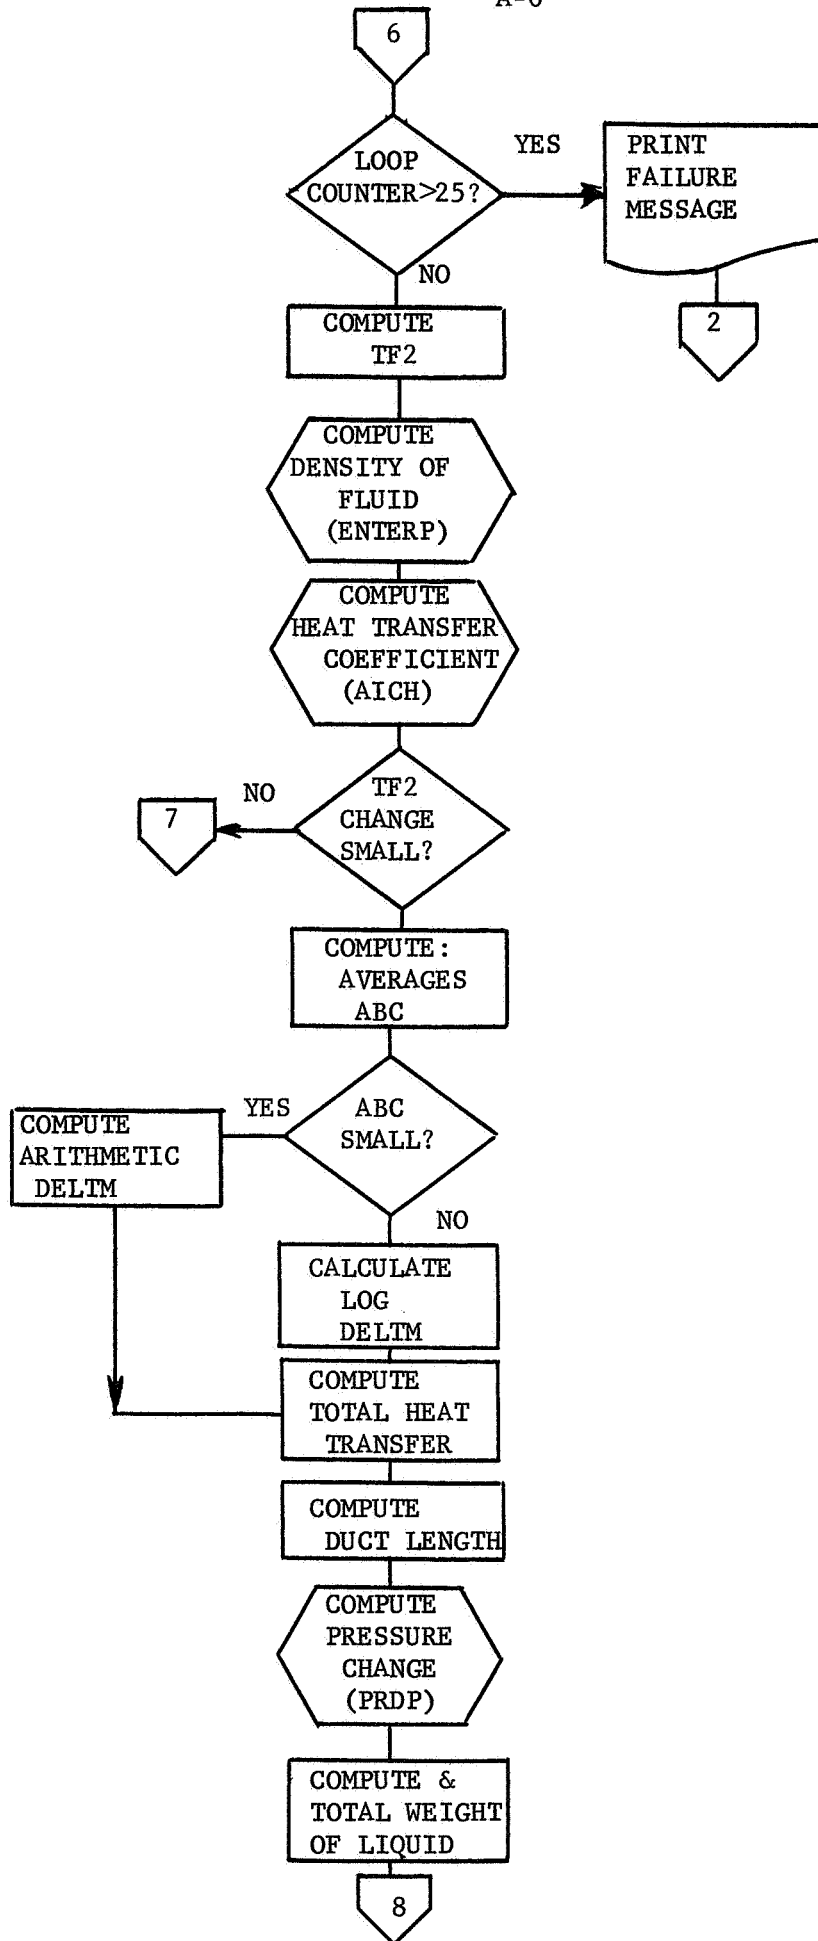 6
LOOP
COUNTER>25?
YES
PRINT
FAILURE
MESSAGE
NO
2
COMPUTE
TF2
COMPUTE
DENSITY OF
FLUID
(ENTERP)
COMPUTE
HEAT TRANSFER
COEFFICIENT
(AICH)
TF2
CHANGE
SMALL?
NO
7
COMPUTE:
AVERAGES
ABC
ABC
SMALL?
YES
COMPUTE
ARITHMETIC
DELTM
NO
CALCULATE
LOG
DELTM
COMPUTE
TOTAL HEAT
TRANSFER
COMPUTE
DUCT LENGTH
COMPUTE
PRESSURE
CHANGE
(PRDP)
COMPUTE &
TOTAL WEIGHT
OF LIQUID
8